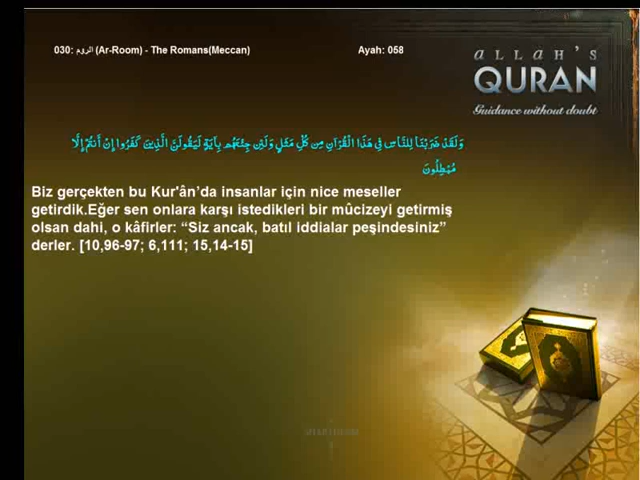 030: الروم (Ar-Room) - The Romans(Meccan)
Ayah: 058
ALLAH'S
QURAN
Guidance without doubt
وَلَقَدْ ضَرَبْنَا لِلنَّاسِ فِي هَذَا الْقُرْآنِ مِن كُلِّ مَثَلٍ وَلَئِن جِئْتَهُم بِآيَةٍ لَيَقُولَنَّ الَّذِينَ كَفَرُوا إِنْ أَنتُمْ إِلَّا
مُبْطِلُونَ
Biz gerçekten bu Kur'ân’da insanlar için nice meseller
getirdik.Eğer sen onlara karşı istedikleri bir mûcizeyi getirmiş
olsan dahi, o kâfirler: “Siz ancak, batıl iddialar peşindesiniz”
derler. [10,96-97; 6,111; 15,14-15]